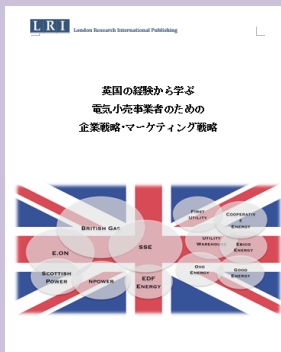 LRI London Research International Publishing
英国の経験から学ぶ
電気小売事業者のための
企業戦略・マーケティング戦略
BRITISH GAS
SSE
E.ON
SCOTTISH
POWER
NPOWER
EDF
ENERGY
FIRST
UTILITY
COOPERATIV
E ENERGY
UTILITY
WAREHOUSE
EBICO
ENERGY
OVO
ENERGY
GOOD
ENERGY